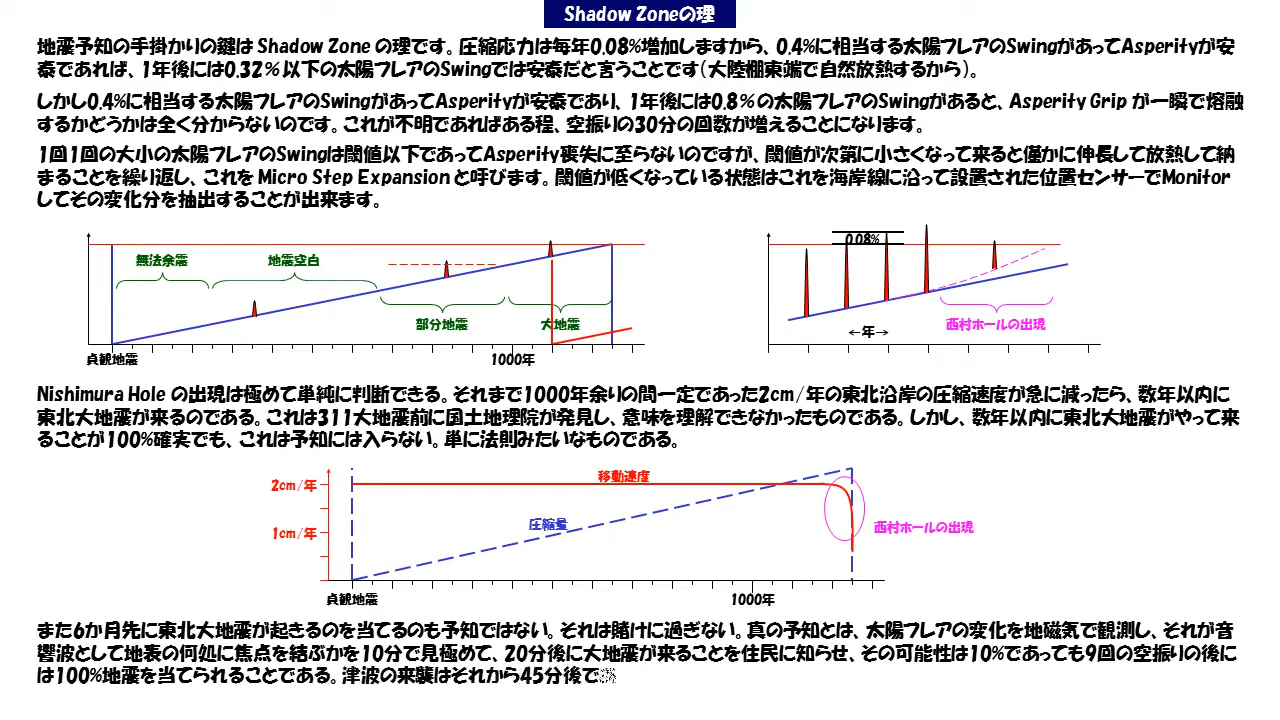 Shadow Zoneの理
地震予知の手掛かりの鍵は Shadow Zone の理です。圧縮応力は毎年0.08%増加しますから、0.4%に相当する太陽フレアのSwingがあってAsperityが安
泰であれば、1年後には0.32％以下の太陽フレアのSwingでは安泰だと言うことです（大陸棚東端で自然放熱するから）。
しかし0.4%に相当する太陽フレアのSwingがあってAsperityが安泰であり、1年後には0.8％の太陽フレアのSwingがあると、Asperity Grip が一瞬で熔融
するかどうかは全く分からないのです。これが不明であればある程、空振りの30分の回数が増えることになります。
1回1回の大小の太陽フレアのSwingは閾値以下であってAsperity喪失に至らないのですが、閾値が次第に小さくなって来ると僅かに伸長して放熱して納
まることを繰り返し、これを Micro Step Expansion と呼びます。閾値が低くなっている状態はこれを海岸線に沿って設置された位置センサーでMonitor
してその変化分を抽出することが出来ます。
無法余震
地震空白
部分地震
大地震
貞観地震
1000年
0.08%
←年→
西村ホールの出現
Nishimura Hole の出現は極めて単純に判断できる。それまで1000年余りの間一定であった2cm/年の東北沿岸の圧縮速度が急に減ったら、数年以内に
東北大地震が来るのである。これは311大地震前に国土地理院が発見し、意味を理解できなかったものである。しかし、数年以内に東北大地震がやって来
ることが100%確実でも、これは予知には入らない。単に法則みたいなものである。
移動速度
2cm/年
圧縮量
1cm/年
西村ホールの出現
貞観地震
1000年
また6か月先に東北大地震が起きるのを当てるのも予知ではない。それは賭けに過ぎない。真の予知とは、太陽フレアの変化を地磁気で観測し、それが音
響波として地表の何処に焦点を結ぶかを10分で見極めて、20分後に大地震が来ることを住民に知らせ、その可能性は10%であっても9回の空振りの後に
は100%地震を当てられることである。津波の来襲はそれから45分後で